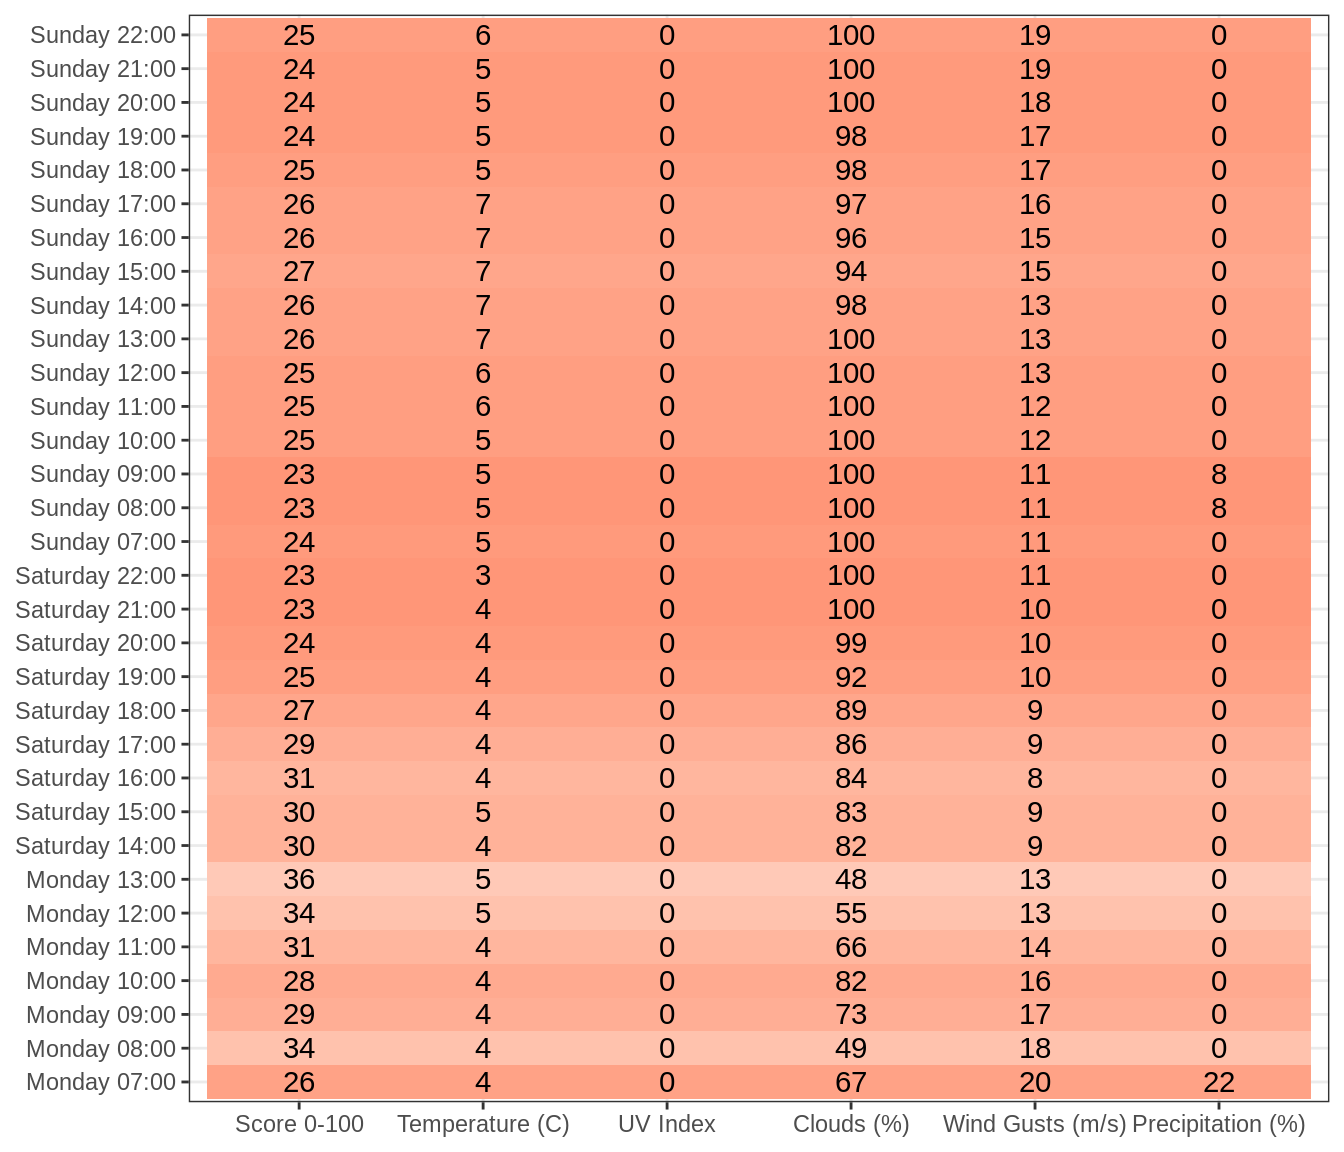 Sunday 22:00 25 6 0 100 19 0
Sunday 21:00 24 5 0 100 19 0
Sunday 20:00 24 5 0 100 18 0
Sunday 19:00 24 5 0 98 17 0
Sunday 18:00 25 5 0 98 17 0
Sunday 17:00 26 7 0 97 16 0
Sunday 16:00 26 7 0 96 15 0
Sunday 15:00 27 7 0 94 15 0
Sunday 14:00 26 7 0 98 13 0
Sunday 13:00 26 7 0 100 13 0
Sunday 12:00 25 6 0 100 13 0
Sunday 11:00 25 6 0 100 12 0
Sunday 10:00 25 5 0 100 12 0
Sunday 09:00 23 5 0 100 11 8
Sunday 08:00 23 5 0 100 11 8
Sunday 07:00 24 5 0 100 11 0
Saturday 22:00 23 3 0 100 11 0
Saturday 21:00 23 4 0 100 10 0
Saturday 20:00 24 4 0 99 10 0
Saturday 19:00 25 4 0 92 10 0
Saturday 18:00 27 4 0 89 9 0
Saturday 17:00 29 4 0 86 9 0
Saturday 16:00 31 4 0 84 8 0
Saturday 15:00 30 5 0 83 9 0
Saturday 14:00 30 4 0 82 9 0
Monday 13:00 36 5 0 48 13 0
Monday 12:00 34 5 0 55 13 0
Monday 11:00 31 4 0 66 14 0
Monday 10:00 28 4 0 82 16 0
Monday 09:00 29 4 0 73 17 0
Monday 08:00 34 4 0 49 18 0
Monday 07:00 26 4 0 67 20 22
Score 0-100 Temperature (C) UV Index Clouds (%) Wind Gusts (m/s) Precipitation (%)